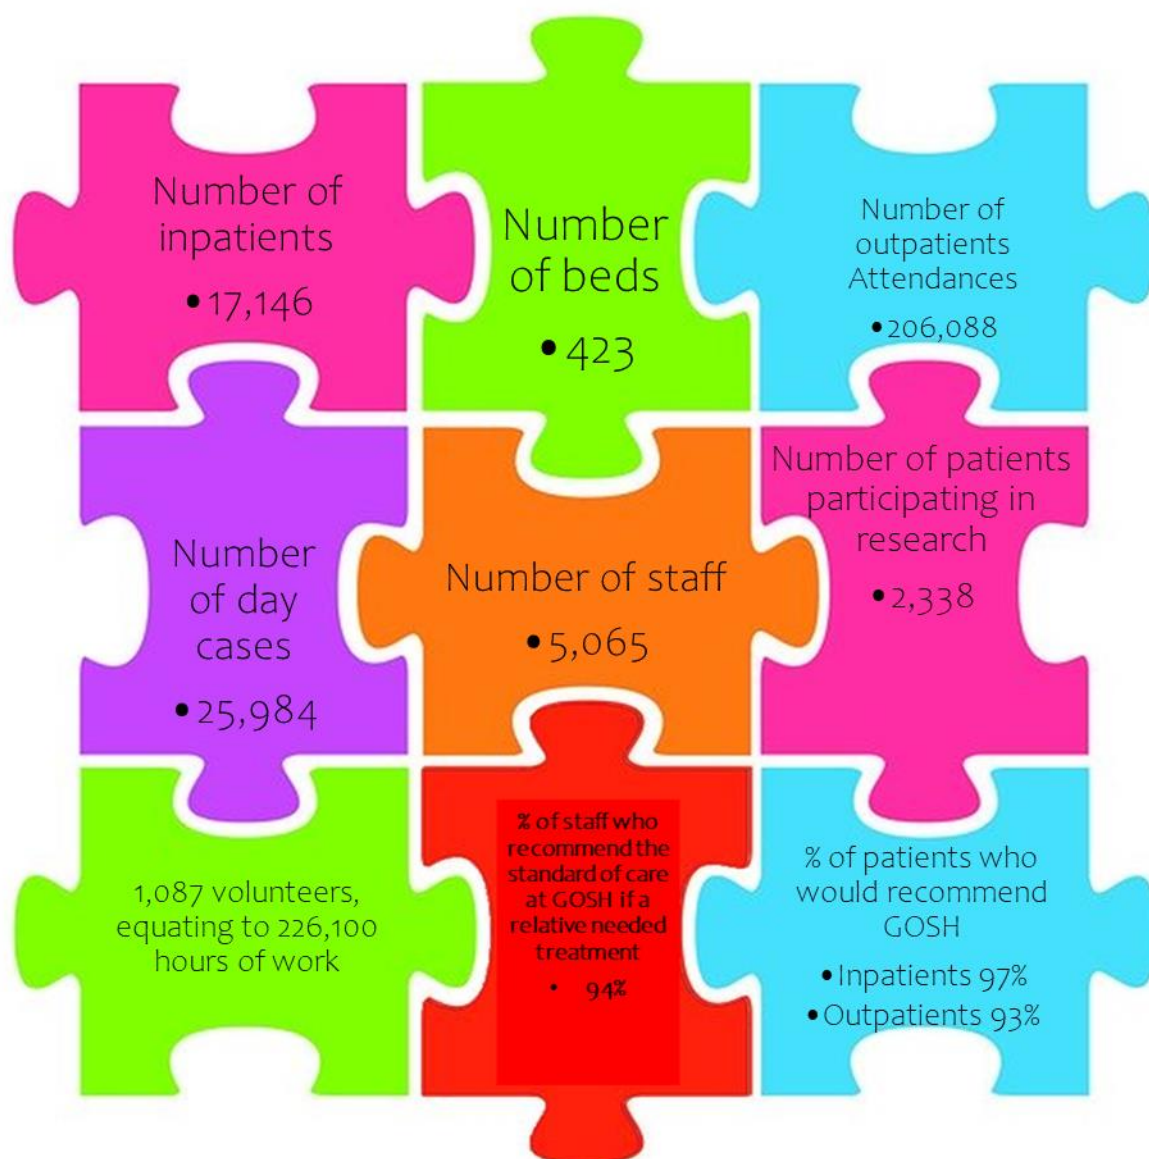 Number of
inpatients
• 17,146
Number
of beds
• 423
Number of
outpatients
Attendances
• 206,088
Number
of day
cases
• 25,984
Number of staff
• 5,065
Number of patients
participating in
research
• 2,338
1,087 volunteers,
equating to 226,100
hours of work
% of staff who
recommend the
standard of care
at GOSH if a
relative needed
treatment
• 94%
% of patients who
would recommend
GOSH
• Inpatients 97%
• Outpatients 93%